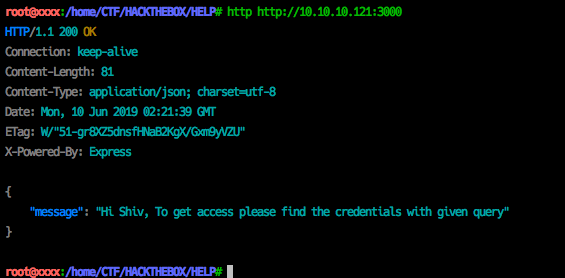 root@xxxx:/home/CTF/HACKTHEBOX/HELP# http http://10.10.10.121:3000
HTTP/1.1 200 OK
Connection: keep-alive
Content-Length: 81
Content-Type: application/json; charset=utf-8
Date: Mon, 10 Jun 2019 02:21:39 GMT
ETag: W/"51-gr8XZ5dnsfHNaB2KgX/Gxm9yVZU"
X-Powered-By: Express
{
"message": "Hi Shiv, To get access please find the credentials with given query"
}
root@xxxx:/home/CTF/HACKTHEBOX/HELP#